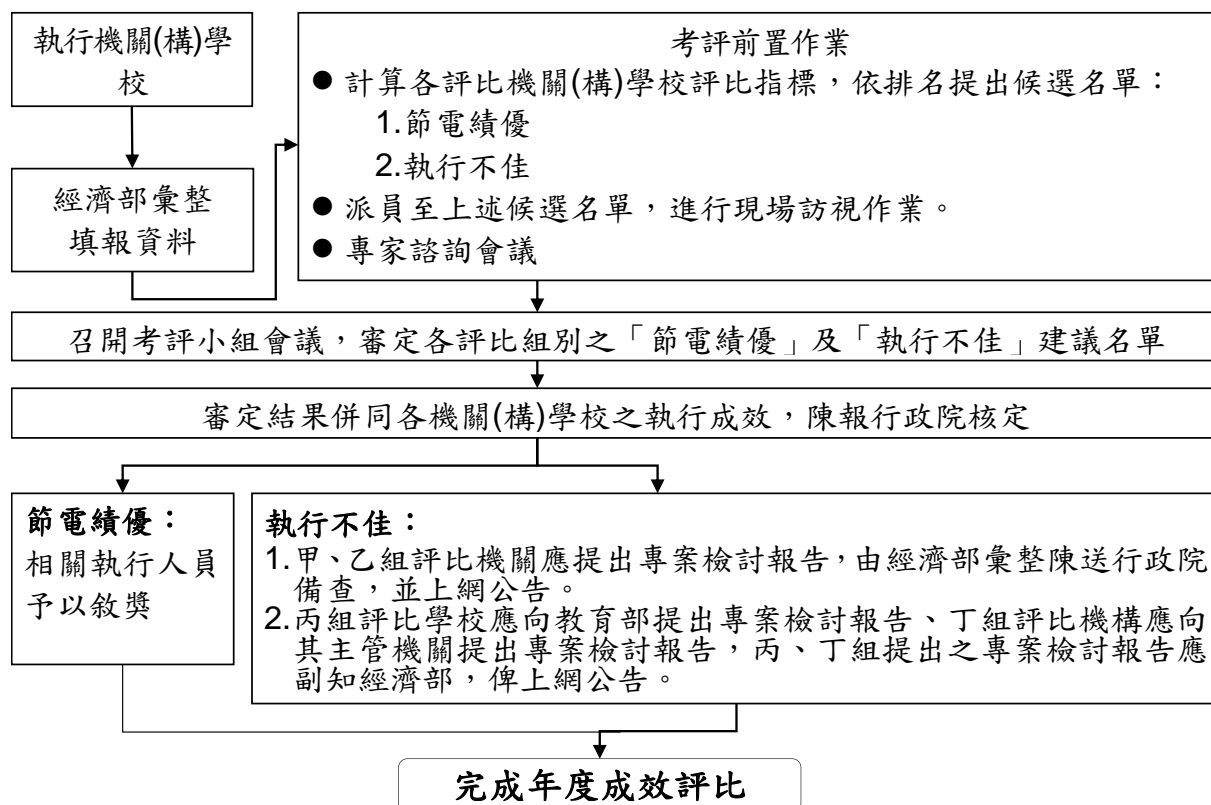 執行機關(構)學
校
經濟部彙整
填報資料
考評前置作業
● 計算各評比機關(構)學校評比指標，依排名提出候選名單：
1.節電績優
2.執行不佳
● 派員至上述候選名單，進行現場訪視作業。
● 專家諮詢會議
召開考評小組會議，審定各評比組別之「節電績優」及「執行不佳」建議名單
審定結果併同各機關(構)學校之執行成效，陳報行政院核定
節電績優：
相關執行人員
予以敘獎
執行不佳：
1.甲、乙組評比機關應提出專案檢討報告，由經濟部彙整陳送行政院
備查，並上網公告。
2.丙組評比學校應向教育部提出專案檢討報告、丁組評比機構應向
其主管機關提出專案檢討報告，丙、丁組提出之專案檢討報告應
副知經濟部，俾上網公告。
完成年度成效評比